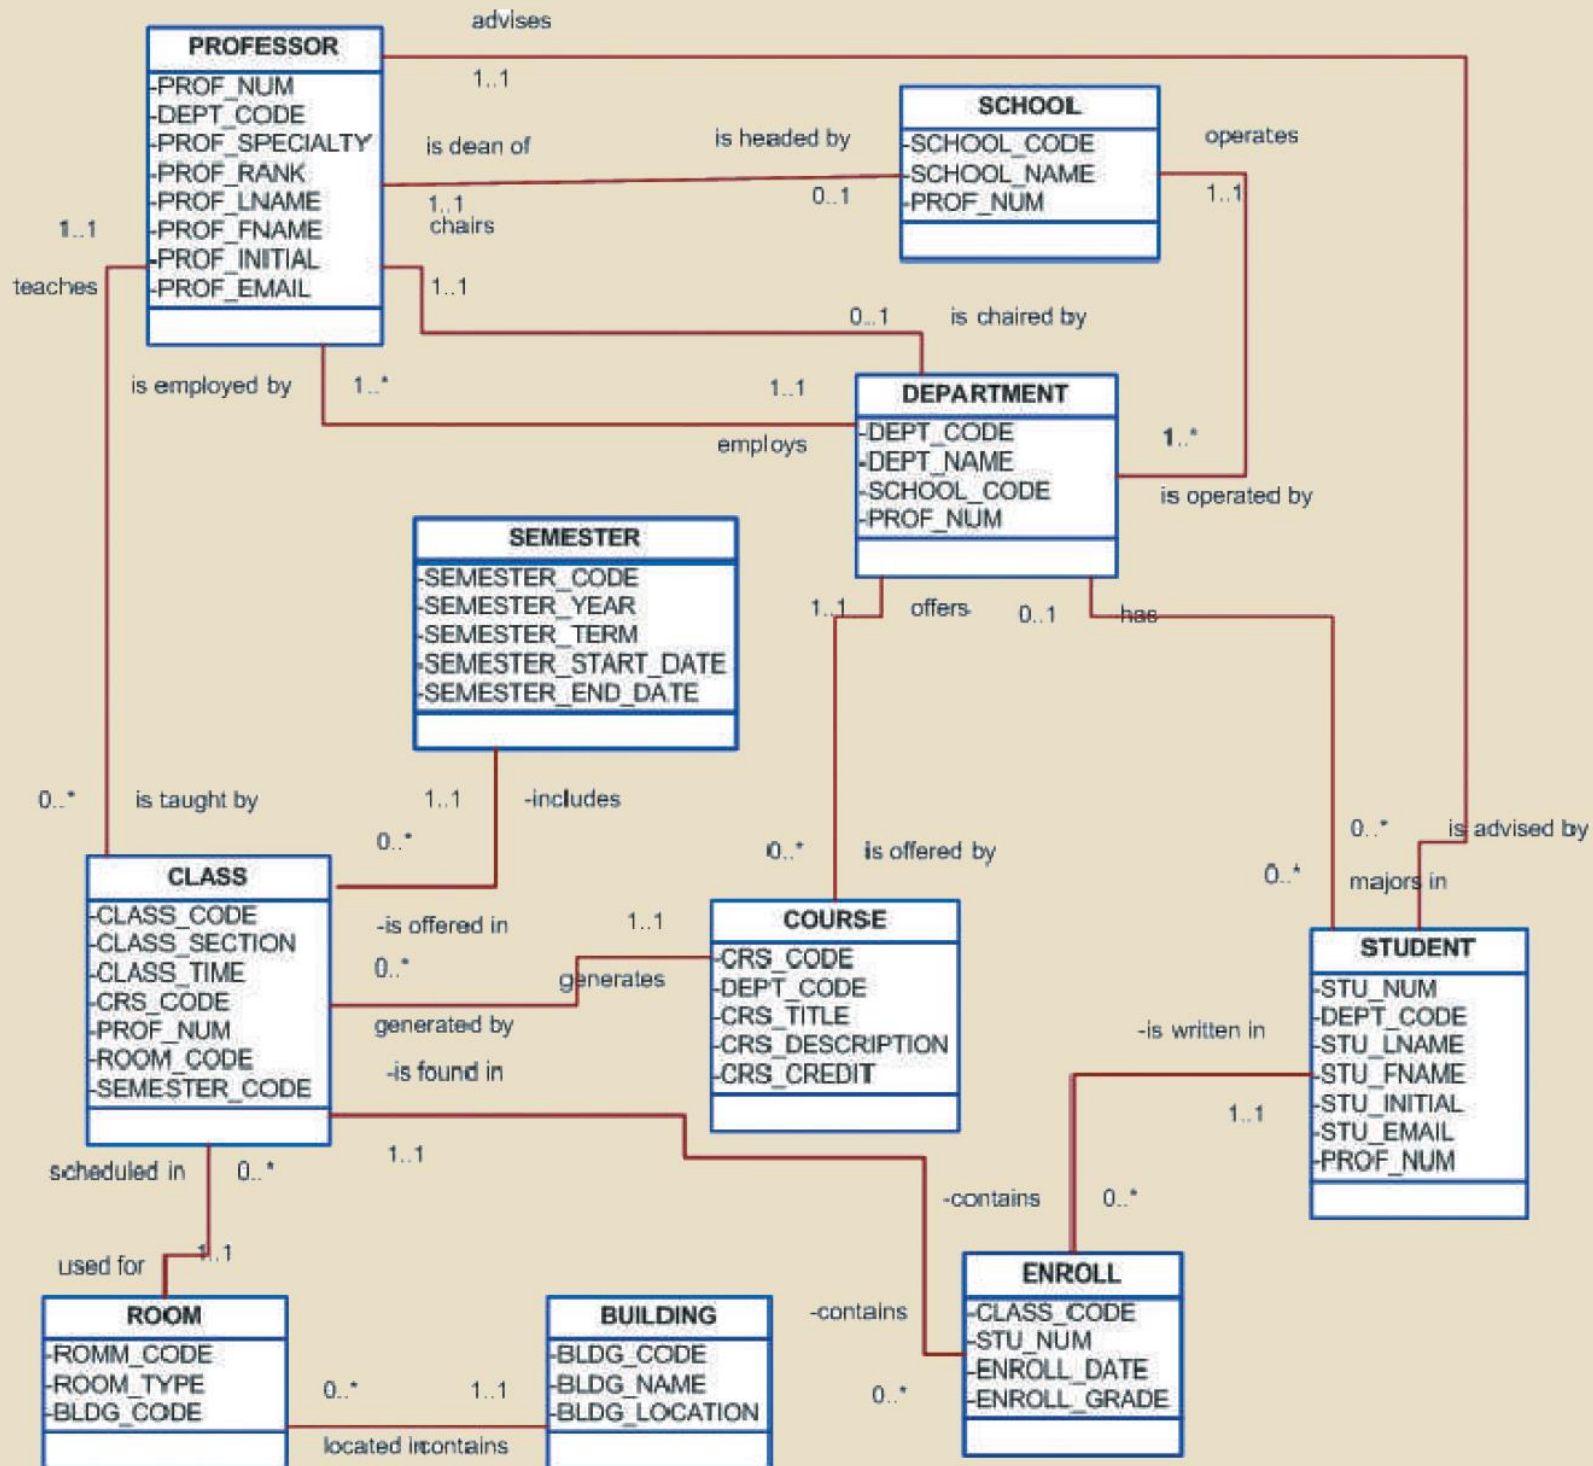 advises
PROFESSOR
-PROF_NUM
-DEPT_CODE
-PROF_SPECIALTY
-PROF_RANK
-PROF_LNAME
-PROF_FNAME
-PROF_INITIAL
-PROF_EMAIL
1..1
SCHOOL
-SCHOOL_CODE
-SCHOOL_NAME
-PROF_NUM
is dean of
is headed by
operates
1..1
0..1
1..1
chairs
1..1
teaches
1..1
0..1
is chaired by
is employed by
1..*
1..1
employs
DEPARTMENT
-DEPT_CODE
-DEPT_NAME
-SCHOOL_CODE
-PROF_NUM
1..*
is operated by
SEMESTER
-SEMESTER_CODE
-SEMESTER_YEAR
-SEMESTER_TERM
-SEMESTER_START_DATE
-SEMESTER_END_DATE
1..1
offers
0..1
-has
0..*
is taught by
1..1
-includes
0..*
0..*
is offered by
0..*
is advised by
0..*
majors in
CLASS
-CLASS_CODE
-CLASS_SECTION
-CLASS_TIME
-CRS_CODE
-PROF_NUM
-ROOM_CODE
-SEMESTER_CODE
-is offered in
1..1
0..*
generates
generated by
-is found in
COURSE
-CRS_CODE
-DEPT_CODE
-CRS_TITLE
-CRS_DESCRIPTION
-CRS_CREDIT
STUDENT
-STU_NUM
-DEPT_CODE
-STU_LNAME
-STU_FNAME
-STU_INITIAL
-STU_EMAIL
-PROF_NUM
-is written in
1..1
1..1
scheduled in
0..*
-contains
0..*
used for
1..1
ROOM
-ROMM_CODE
-ROOM_TYPE
-BLDG_CODE
0..*
1..1
located in
contains
BUILDING
-BLDG_CODE
-BLDG_NAME
-BLDG_LOCATION
-contains
0..*
ENROLL
-CLASS_CODE
-STU_NUM
-ENROLL_DATE
-ENROLL_GRADE